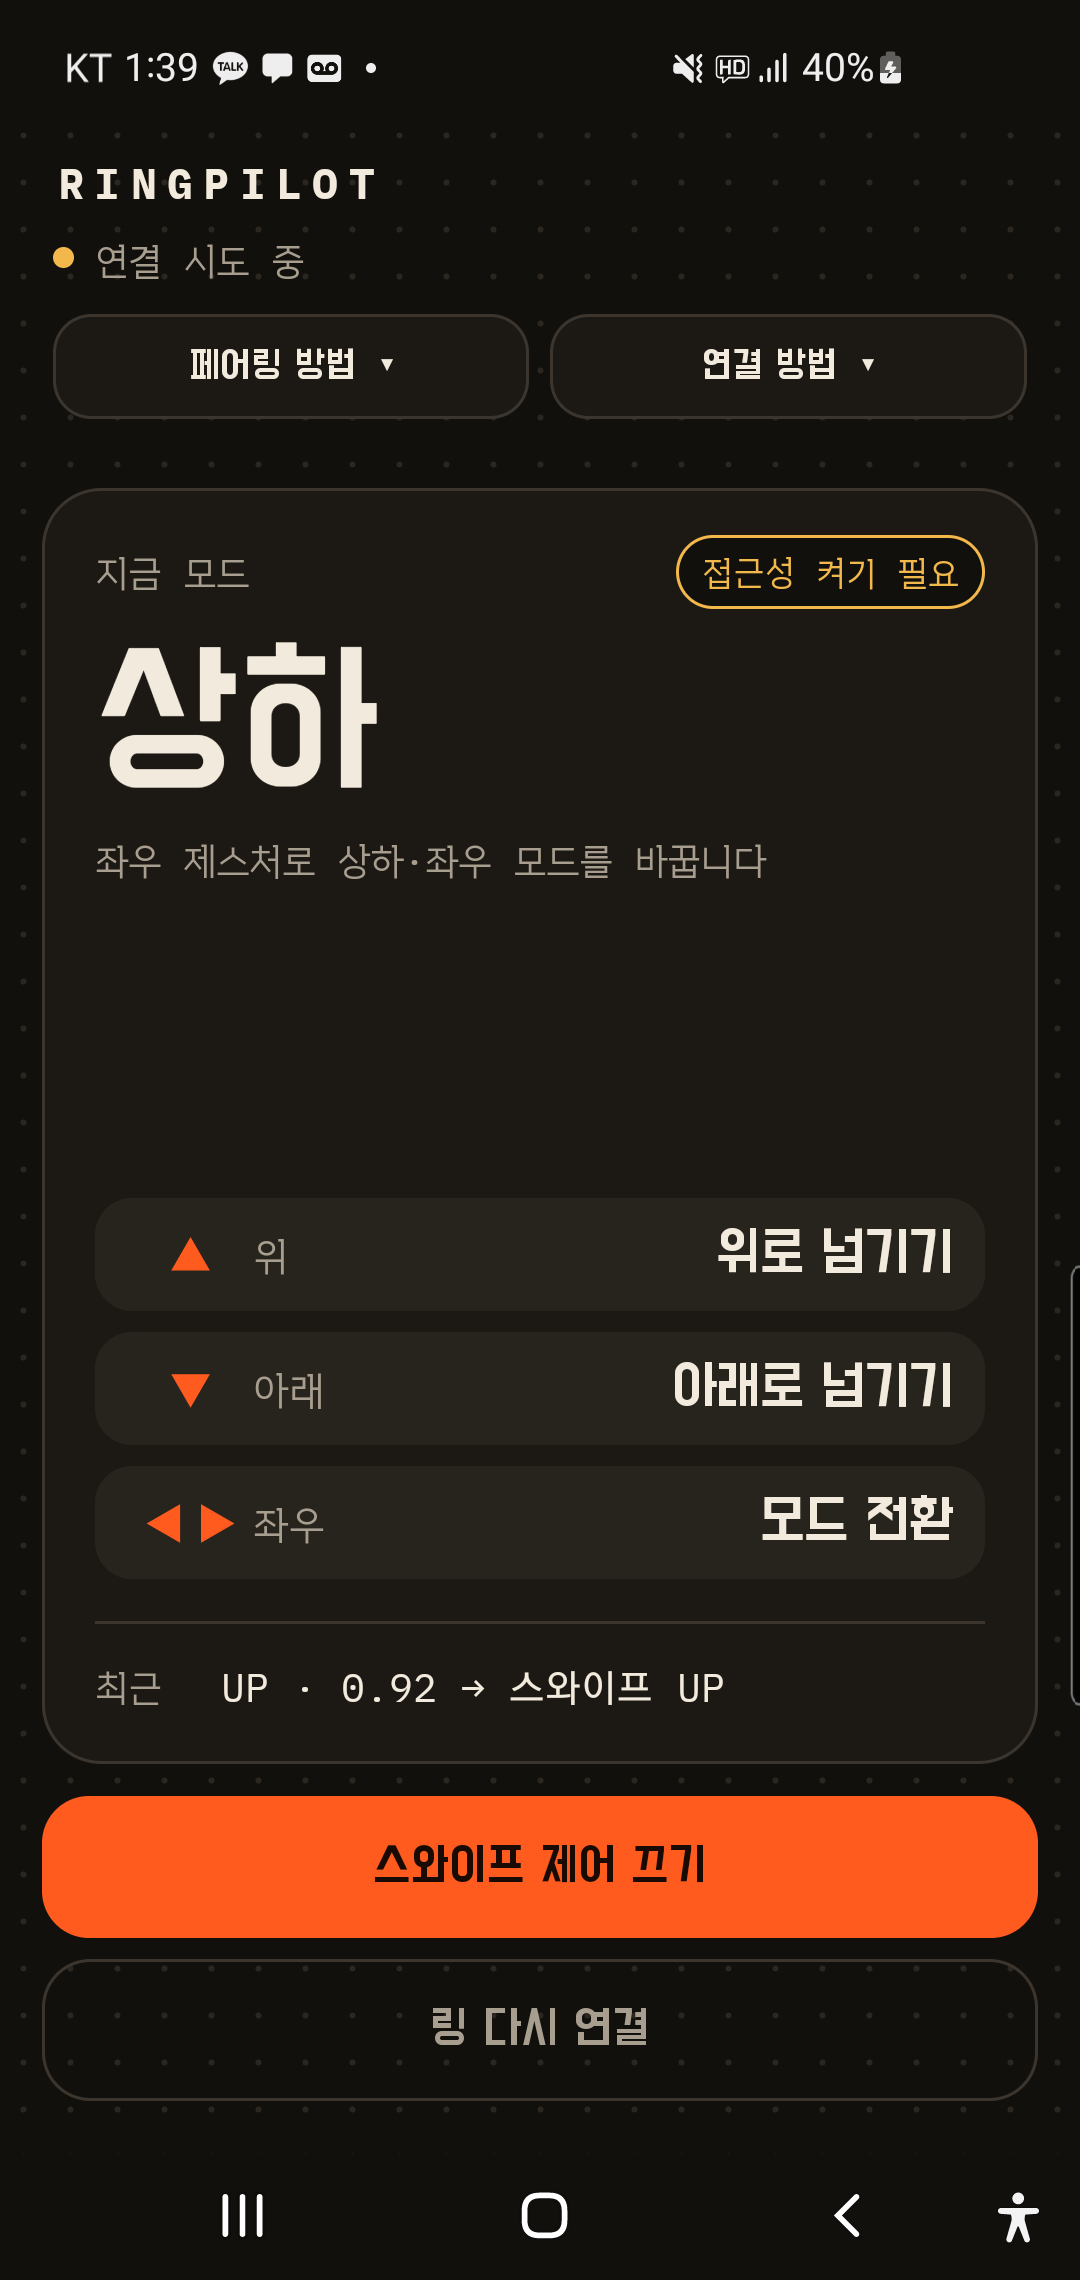 KT 1:39 TALK HD 40%
RINGPILOT
연결 시도 중
페어링 방법 ▼ 연결 방법 ▼
지금 모드 접근성 켜기 필요
상하
좌우 제스처로 상하·좌우 모드를 바꿉니다
▲ 위 위로 넘기기
▼ 아래 아래로 넘기기
◀ ▶ 좌우 모드 전환
최근 UP · 0.92 → 스와이프 UP
스와이프 제어 끄기
링 다시 연결